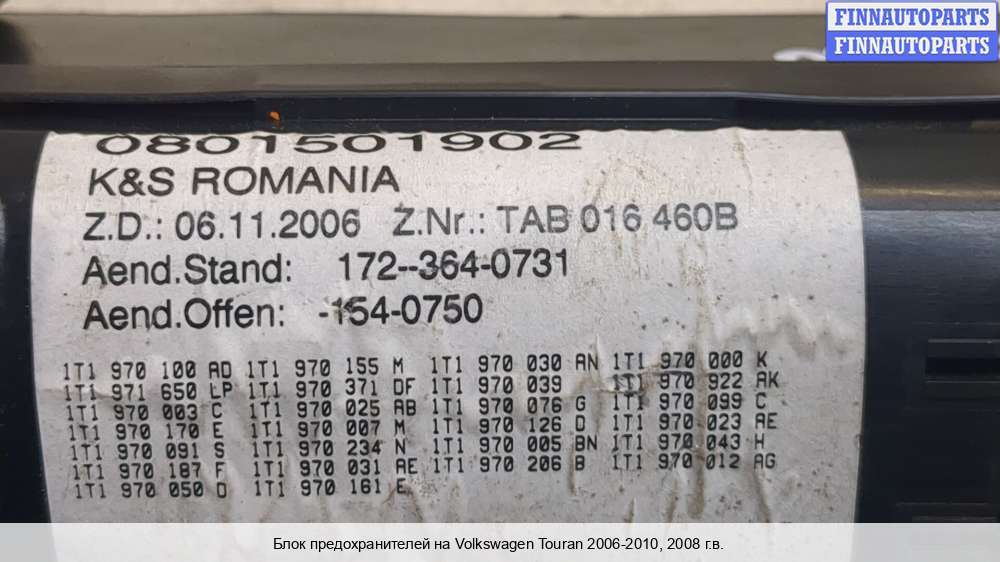 FINNAUTOPARTS
FINNAUTOPARTS
0801501902
K&S ROMANIA
Z.D.: 06.11.2006 Z.Nr.: TAB 016 460B
Aend.Stand: 172--364-0731
Aend.Offen: -154-0750
1T1 970 100 AD 1T1 970 155 M 1T1 970 030 AN 1T1 970 000 K
1T1 971 650 LP 1T1 970 371 DF 1T1 970 039 1T1 970 922 AK
1T1 970 003 C 1T1 970 025 AB 1T1 970 076 G 1T1 970 099 C
1T1 970 170 E 1T1 970 007 M 1T1 970 126 D 1T1 970 023 AE
1T1 970 091 S 1T1 970 234 N 1T1 970 005 BN 1T1 970 043 H
1T1 970 187 F 1T1 970 031 AE 1T1 970 206 B 1T1 970 012 AG
1T1 970 050 D 1T1 970 161 E
Блок предохранителей на Volkswagen Touran 2006-2010, 2008 г.в.